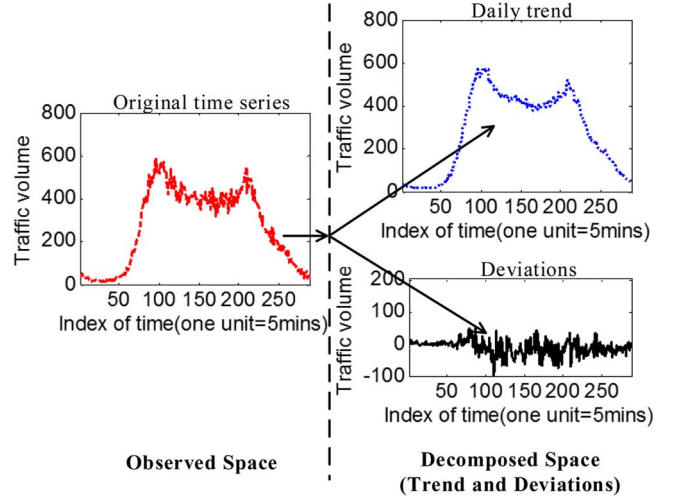 Original time series
Traffic volume
800
600
400
200
0
50 100 150 200 250
Index of time(one unit=5mins)
Observed Space
Daily trend
Traffic volume
800
600
400
200
0
50 100 150 200 250
Index of time(one unit=5mins)
Deviations
Traffic volume
200
100
0
-100
50 100 150 200 250
Index of time(one unit=5mins)
Decomposed Space
(Trend and Deviations)